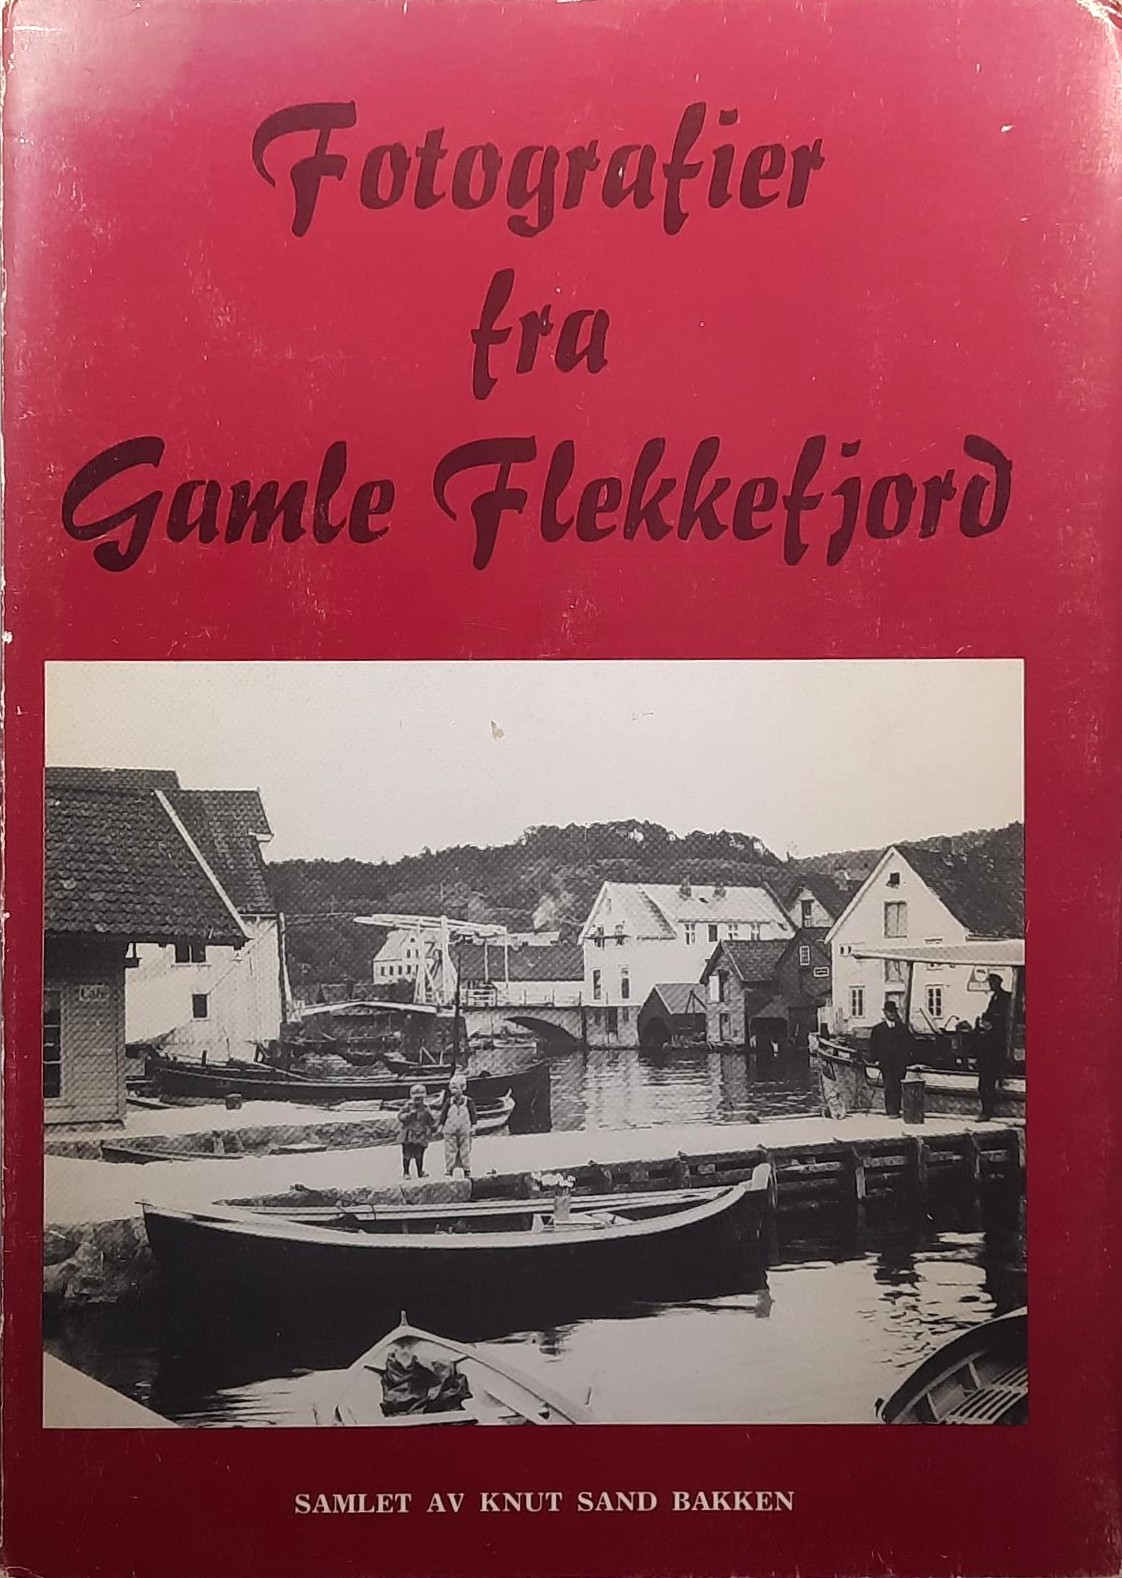 Fotografier
fra
Gamle Flekkefjord
SAMLET AV KNUT SAND BAKKEN